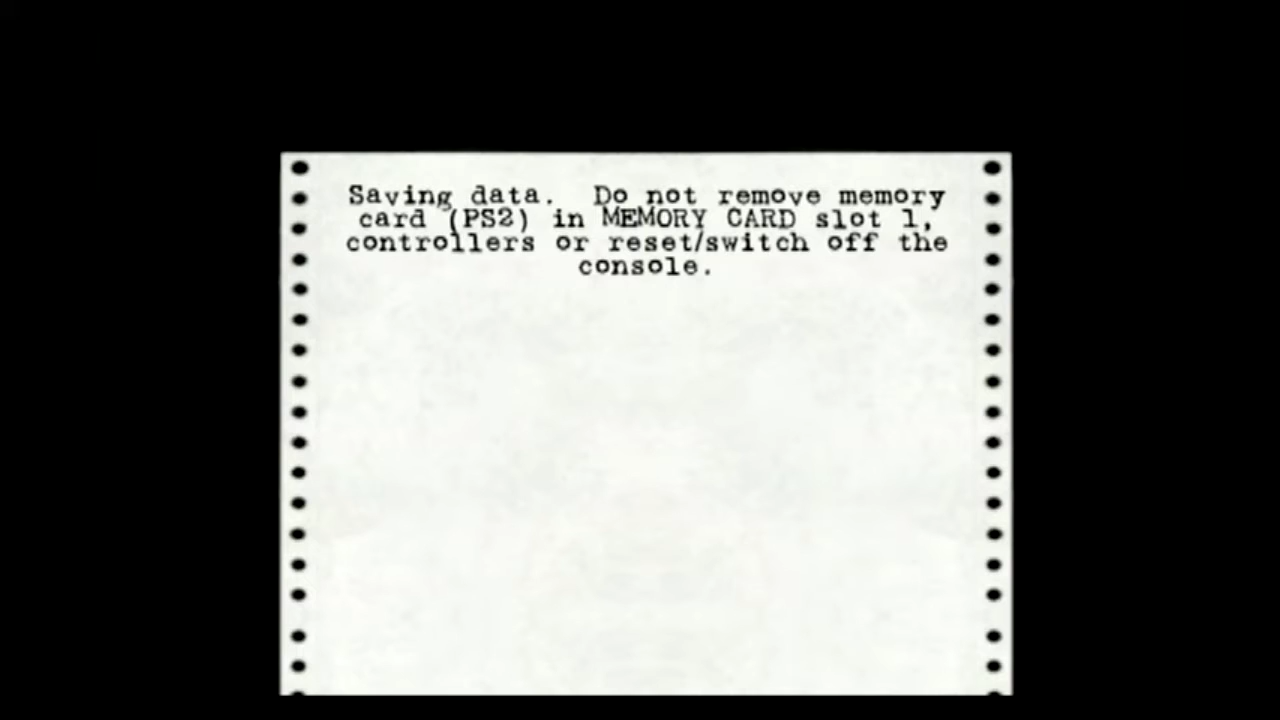 Saving data.  Do not remove memory
card (PS2) in MEMORY CARD slot 1,
controllers or reset/switch off the
console.